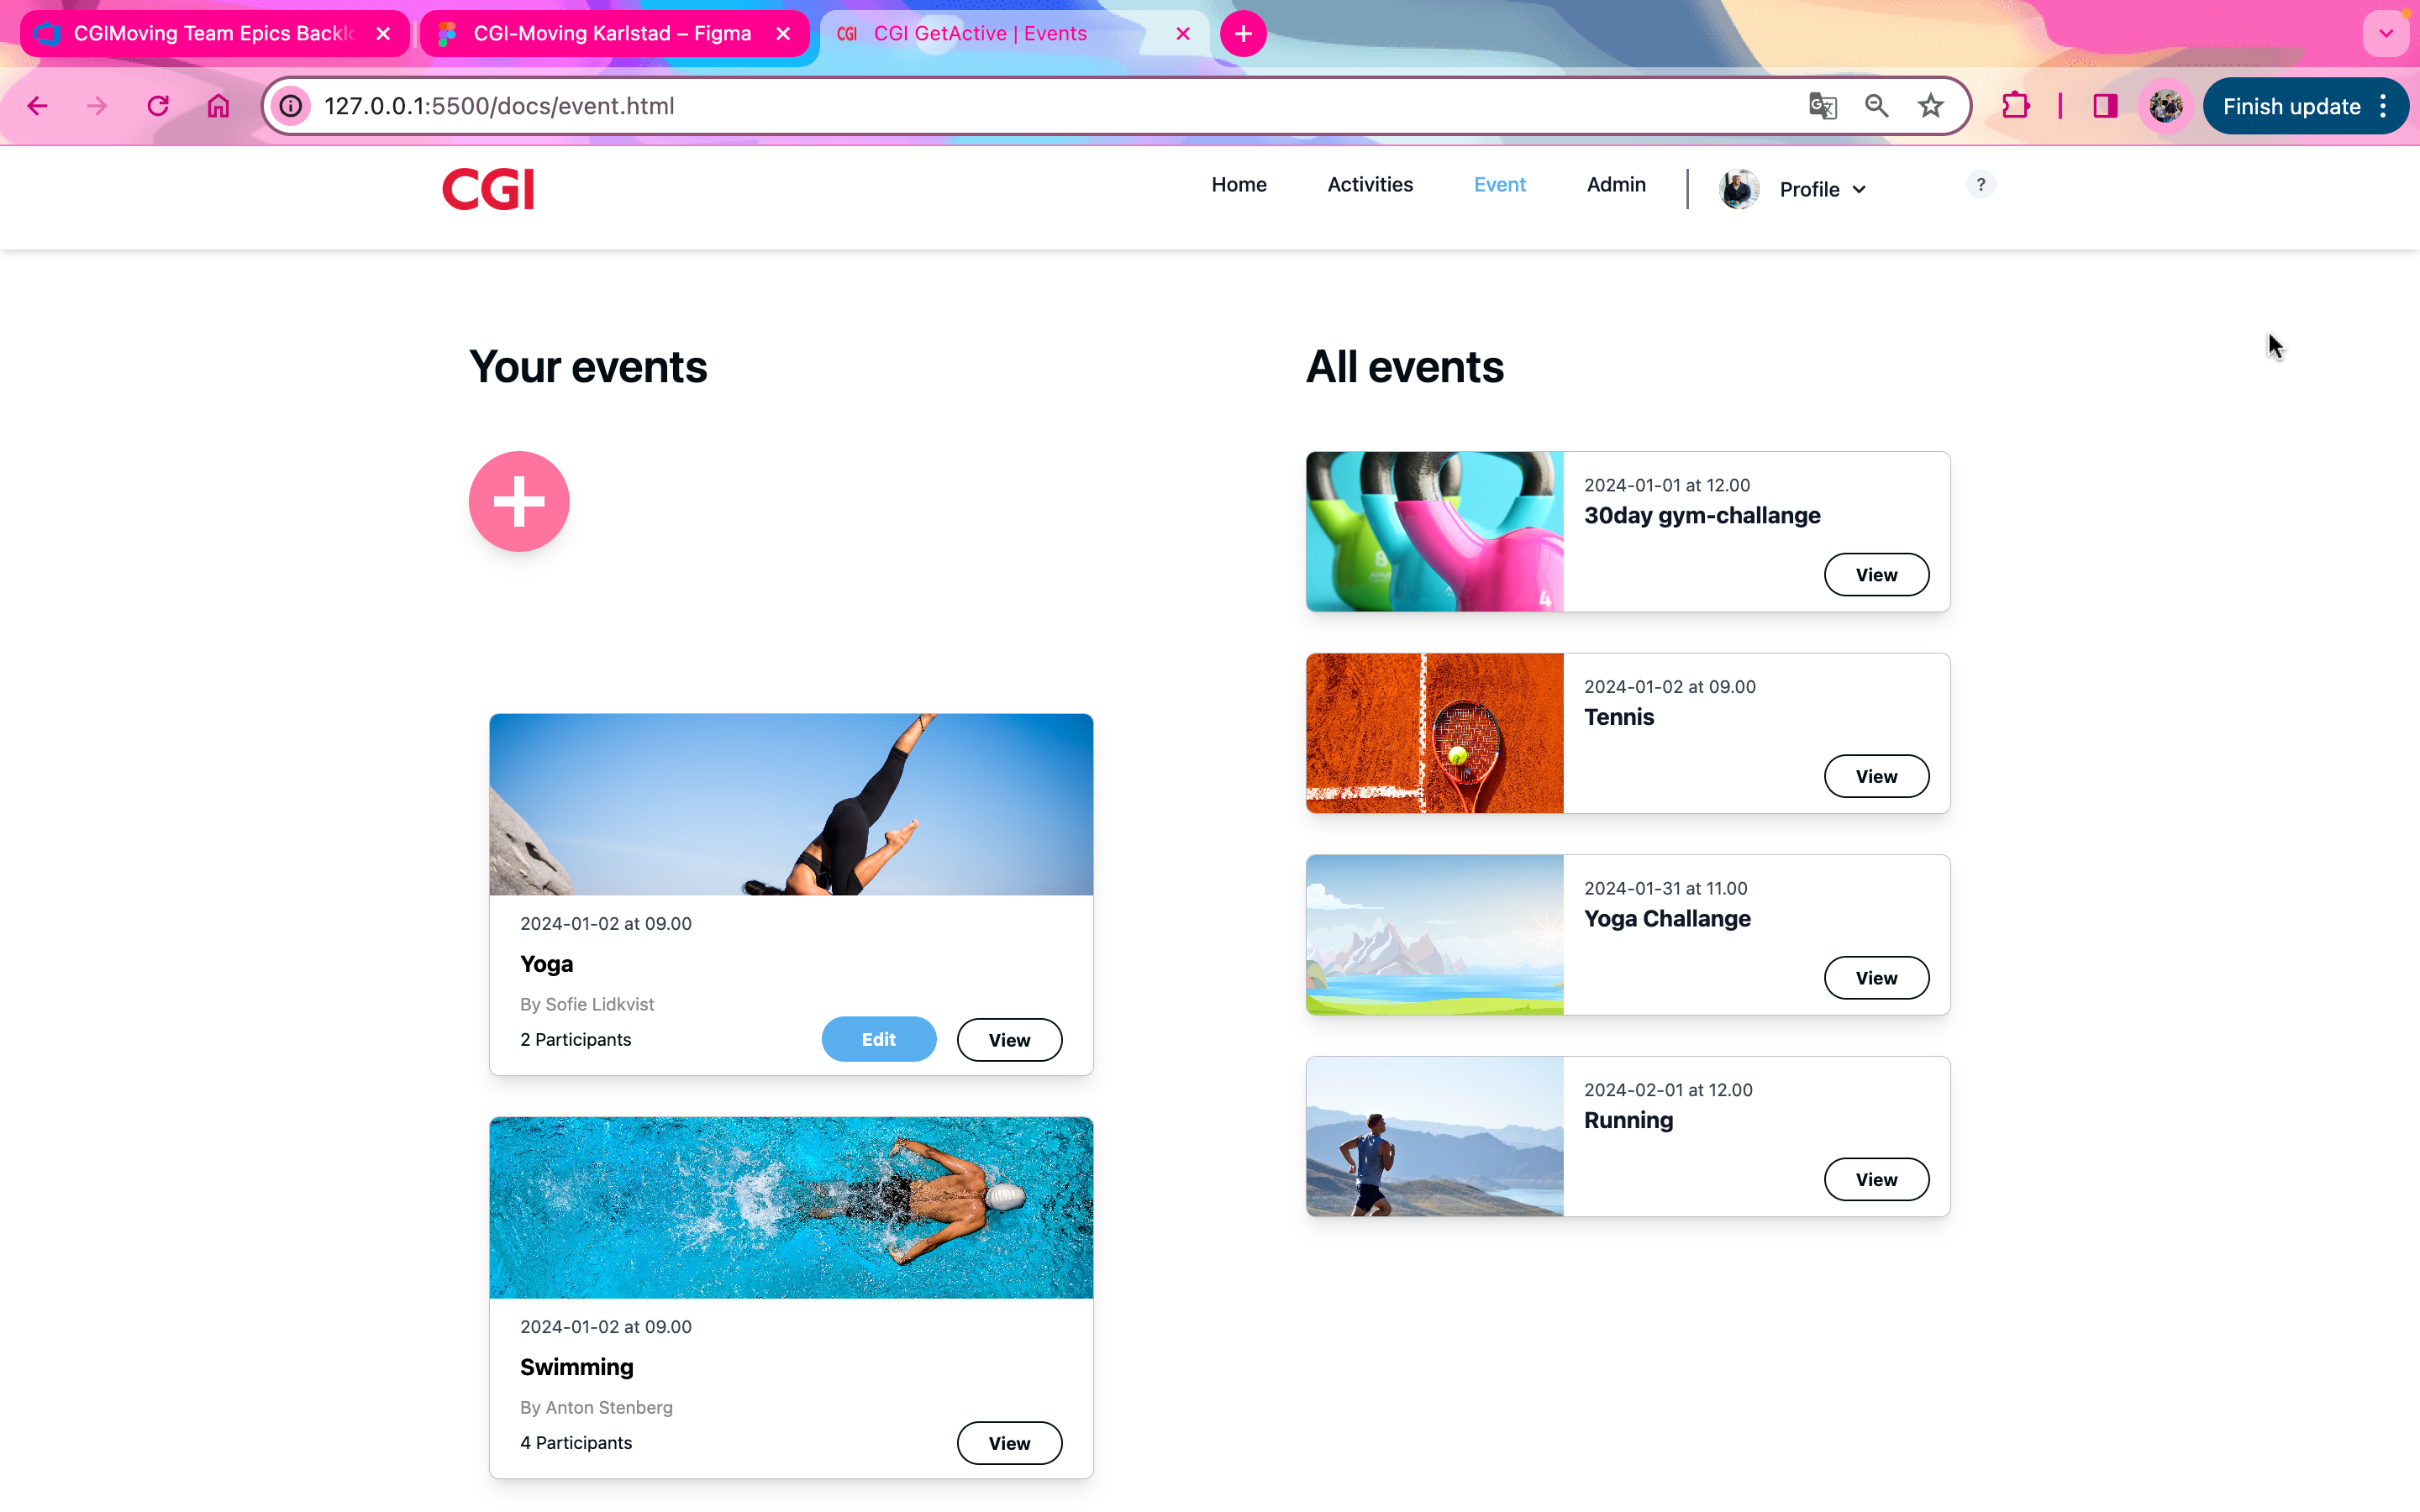 CGIMoving Team Epics Backlo
CGI-Moving Karlstad – Figma
CGI GetActive | Events
127.0.0.1:5500/docs/event.html
Finish update
CGI
Home
Activities
Event
Admin
Profile
?
Your events
2024-01-02 at 09.00
Yoga
By Sofie Lidkvist
2 Participants
Edit
View
2024-01-02 at 09.00
Swimming
By Anton Stenberg
4 Participants
View
All events
8
4
2024-01-01 at 12.00
30day gym-challange
View
2024-01-02 at 09.00
Tennis
View
2024-01-31 at 11.00
Yoga Challange
View
2024-02-01 at 12.00
Running
View